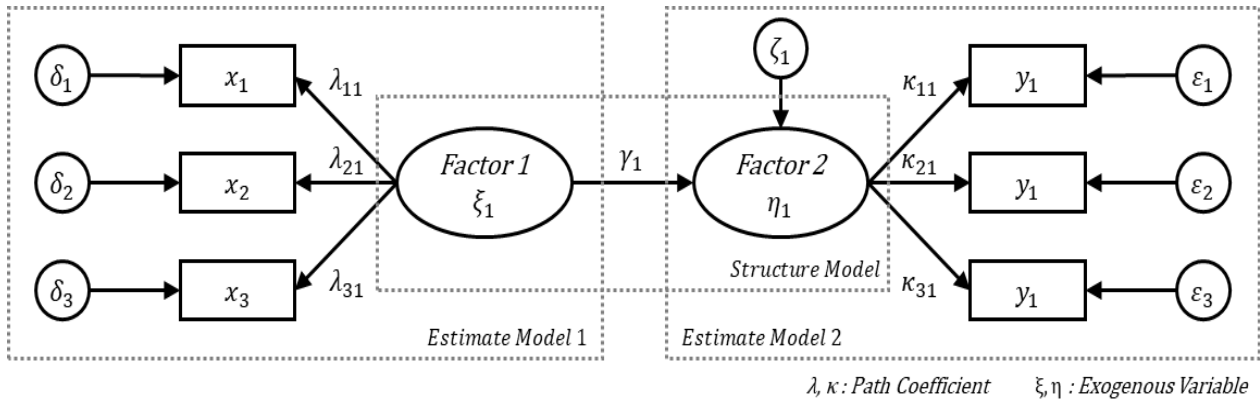 ζ₁
δ₁ x₁ λ₁₁ κ₁₁ y₁ ε₁
δ₂ x₂ λ₂₁ Factor 1 ξ₁ γ₁ Factor 2 η₁ κ₂₁ y₁ ε₂
δ₃ x₃ λ₃₁ Structure Model κ₃₁ y₁ ε₃
Estimate Model 1 Estimate Model 2
λ, κ : Path Coefficient ξ, η : Exogenous Variable